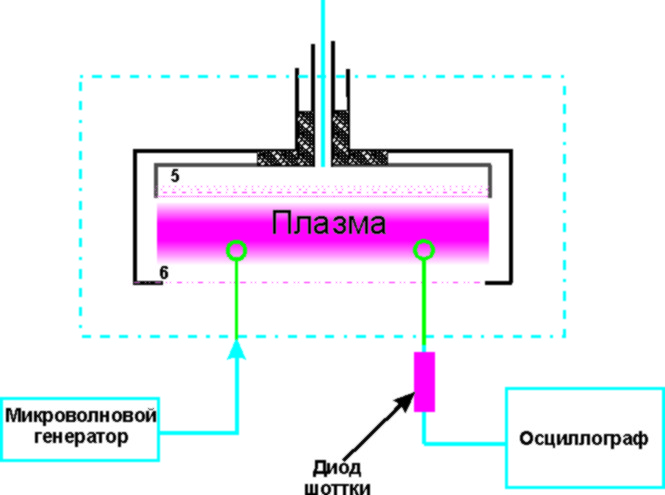 5
Плазма
6
Микроволновой
генератор
Осциллограф
Диод
шоттки